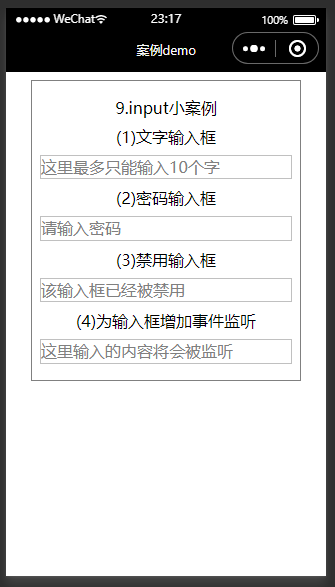 ●●●●● WeChat 23:17 100%
案例demo
9.input小案例
(1)文字输入框
这里最多只能输入10个字
(2)密码输入框
请输入密码
(3)禁用输入框
该输入框已经被禁用
(4)为输入框增加事件监听
这里输入的内容将会被监听